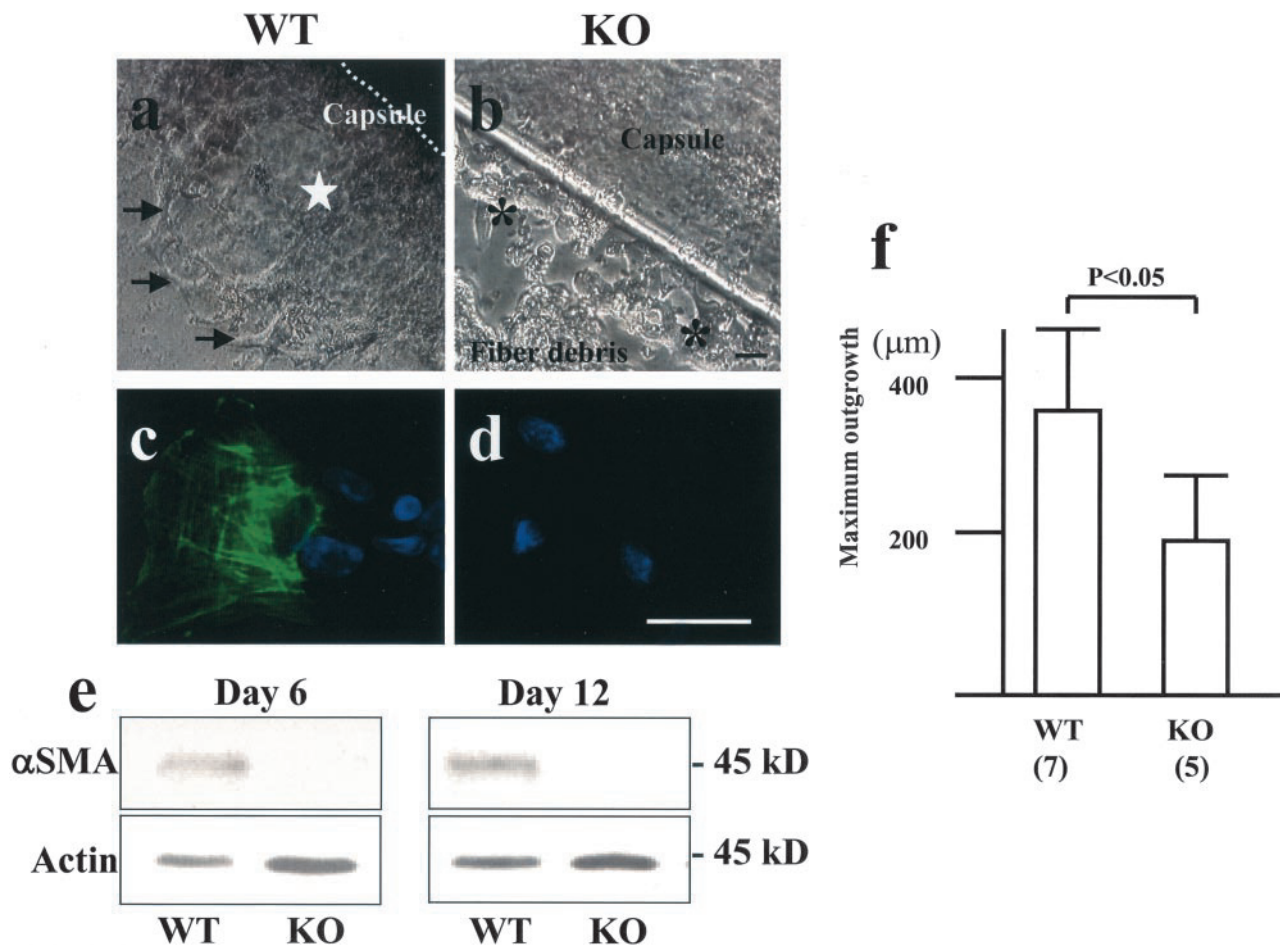 WT KO
a
Capsule
b
Capsule
*
*
Fiber debris
c
d
e
Day 6 Day 12
αSMA
- 45 kD
Actin
- 45 kD
WT KO WT KO
f
P<0.05
(μm)
Maximum outgrowth
400
200
WT KO
(7) (5)